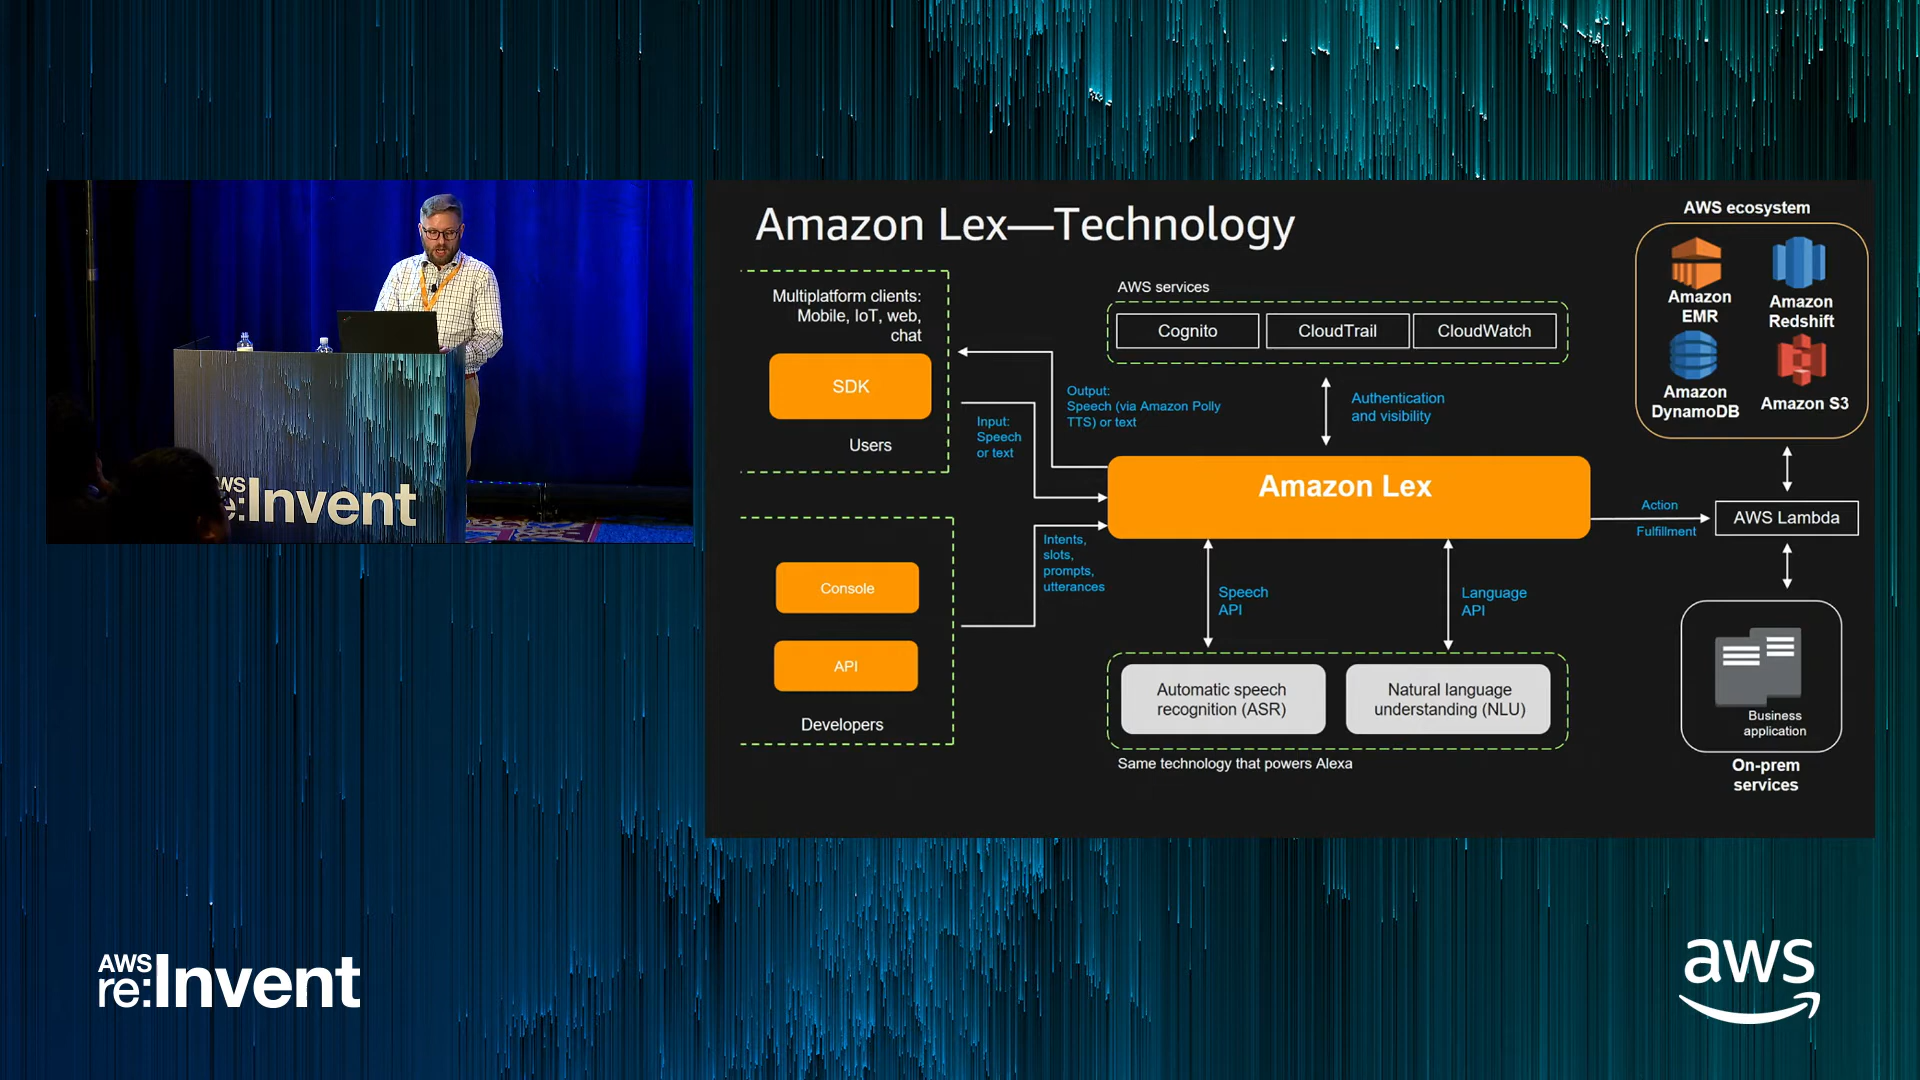 Amazon Lex—Technology
Multiplatform clients:
Mobile, IoT, web,
chat
SDK
Users
Input:
Speech
or text
Output:
Speech (via Amazon Polly
TTS) or text
AWS services
Cognito
CloudTrail
CloudWatch
Authentication
and visibility
Amazon Lex
Console
API
Developers
Intents,
slots,
prompts,
utterances
Speech
API
Language
API
Automatic speech
recognition (ASR)
Natural language
understanding (NLU)
Same technology that powers Alexa
Action
Fulfillment
AWS ecosystem
Amazon
EMR
Amazon
Redshift
Amazon
DynamoDB
Amazon S3
AWS Lambda
Business
application
On-prem
services
WS
e:Invent
AWS
re:Invent
aws